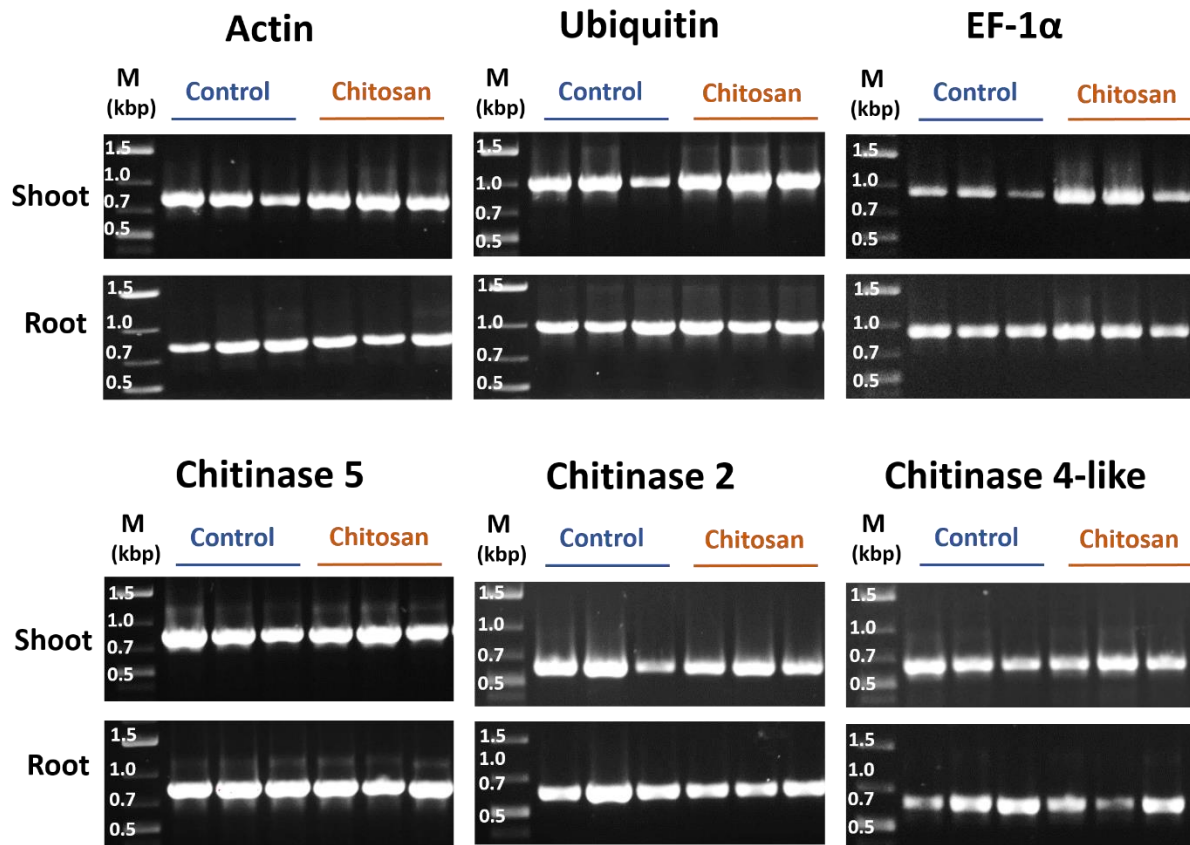 Actin Ubiquitin EF-1α
M Control Chitosan M Control Chitosan M Control Chitosan
(kbp) (kbp) (kbp)
Shoot
1.5 1.5 1.5
1.0 1.0 1.0
0.7 0.7 0.7
0.5 0.5 0.5
Root
1.5 1.5 1.5
1.0 1.0 1.0
0.7 0.7 0.7
0.5 0.5 0.5
Chitinase 5 Chitinase 2 Chitinase 4-like
M Control Chitosan M Control Chitosan M Control Chitosan
(kbp) (kbp) (kbp)
Shoot
1.5 1.5 1.5
1.0 1.0 1.0
0.7 0.7 0.7
0.5 0.5 0.5
Root
1.5 1.5 1.5
1.0 1.0 1.0
0.7 0.7 0.7
0.5 0.5 0.5